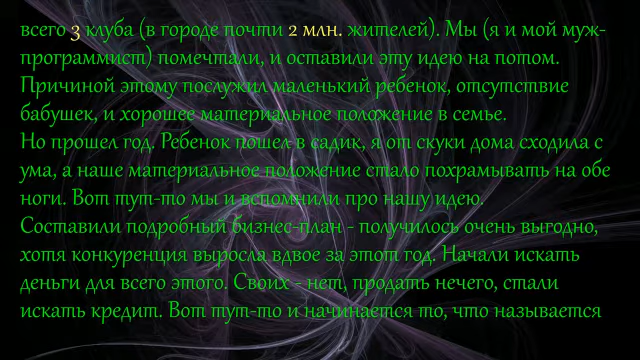 всего 3 клуба (в городе почти 2 млн. жителей). Мы (я и мой муж-
программист) помечтали, и оставили эту идею на потом.
Причиной этому послужил маленький ребенок, отсутствие
бабушек, и хорошее материальное положение в семье.
Но прошел год. Ребенок пошел в садик, я от скуки дома сходила с
ума, а наше материальное положение стало похрамывать на обе
ноги. Вот тут-то мы и вспомнили про нашу идею.
Составили подробный бизнес-план - получилось очень выгодно,
хотя конкуренция выросла вдвое за этот год. Начали искать
деньги для всего этого. Своих - нет, продать нечего, стали
искать кредит. Вот тут-то и начинается то, что называется